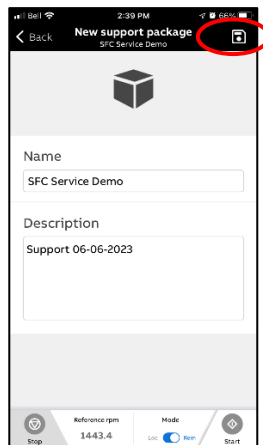 Bell 2:39 PM 66%
Back New support package
SFC Service Demo
Name
SFC Service Demo
Description
Support 06-06-2023
Reference rpm Mode
1443.4 Loc Rem
Stop Start